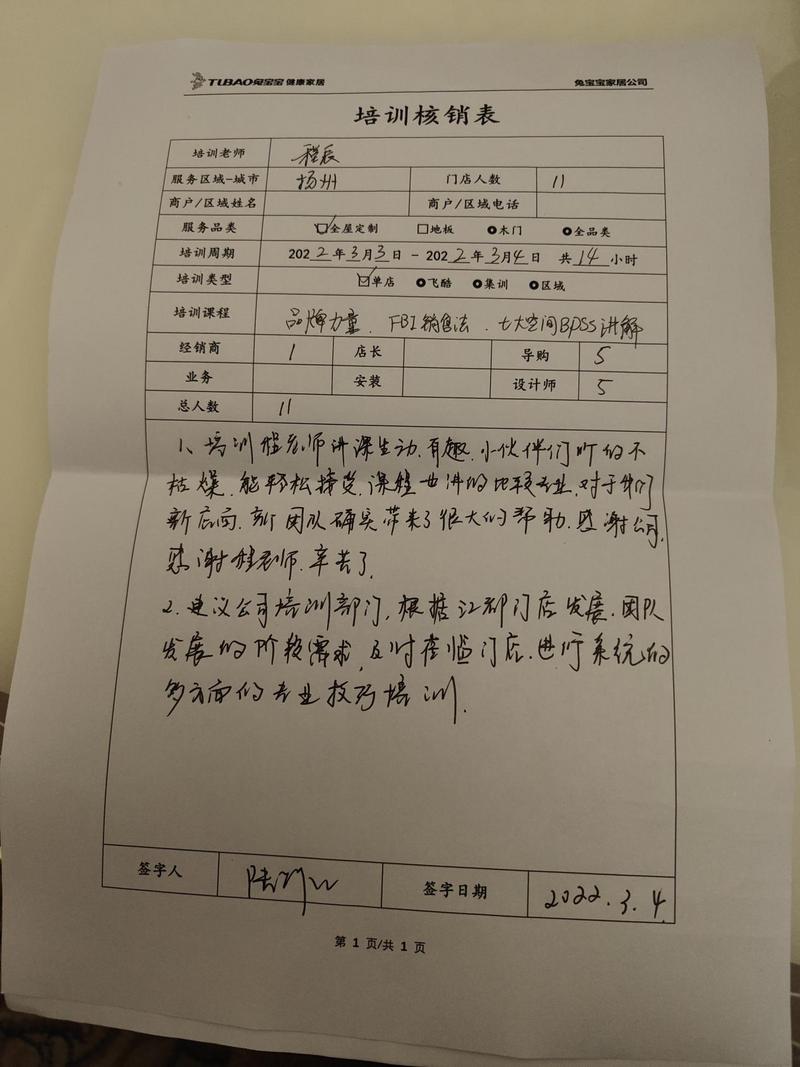 TUBAO兔宝宝 健康家居 兔宝宝家居公司
培训核销表
培训老师 程辰
服务区域-城市 扬州 门店人数 11
商户/区域姓名 商户/区域电话
服务品类 ☑全屋定制 □地板 木门 全品类
培训周期 2022年3月3日 - 2022年3月4日 共14小时
培训类型 ☑单店 飞酷 集训 区域
培训课程 品牌力量、FBI销售法、七大空间BPSS讲解
经销商 1 店长 导购 5
业务 安装 设计师 5
总人数 11
1、培训程老师讲课生动、有趣、小伙伴们听的不
枯燥、能轻松接受、课程也讲的比较专业、对于我们
新店面、新团队确实带来了很大的帮助、感谢公司、
感谢程老师、辛苦了、
2、建议公司培训部门,根据江都门店发展、团队
发展的阶段需求,及时莅临门店、进行系统的
多方面的专业技巧培训、
签字人 签字日期 2022.3.4
第 1 页/共 1 页